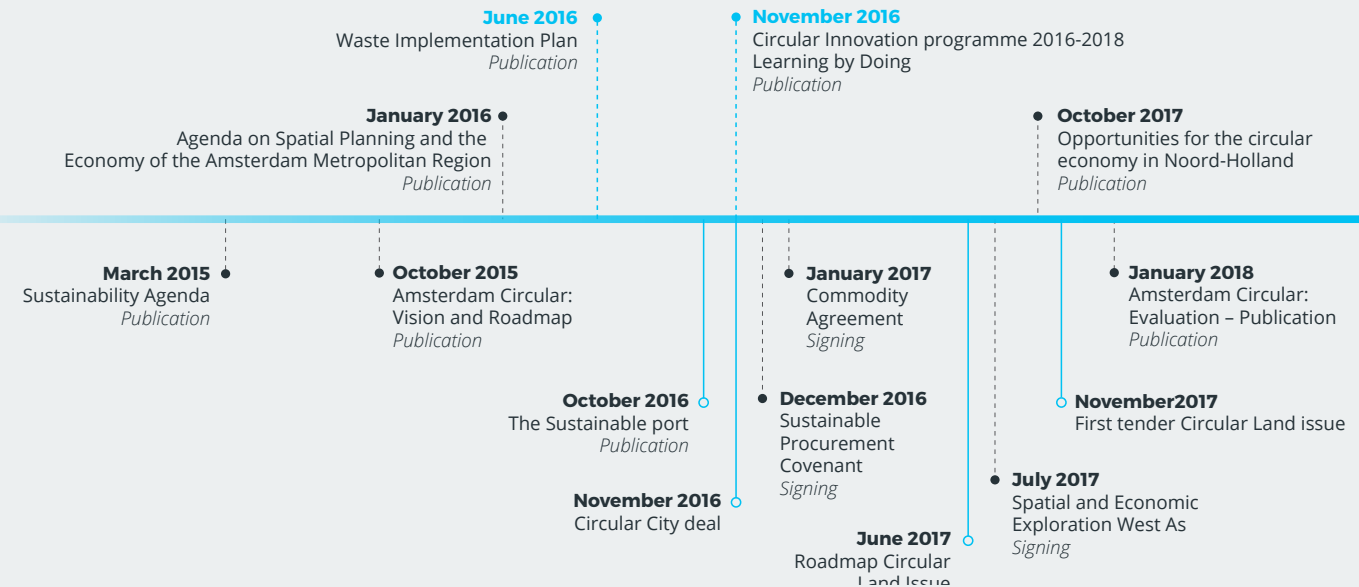 June 2016
Waste Implementation Plan
Publication
November 2016
Circular Innovation programme 2016-2018
Learning by Doing
Publication
January 2016
Agenda on Spatial Planning and the
Economy of the Amsterdam Metropolitan Region
Publication
October 2017
Opportunities for the circular
economy in Noord-Holland
Publication
March 2015
Sustainability Agenda
Publication
October 2015
Amsterdam Circular:
Vision and Roadmap
Publication
January 2017
Commodity
Agreement
Signing
January 2018
Amsterdam Circular:
Evaluation – Publication
Publication
October 2016
The Sustainable port
Publication
December 2016
Sustainable
Procurement
Covenant
Signing
November2017
First tender Circular Land issue
November 2016
Circular City deal
July 2017
Spatial and Economic
Exploration West As
Signing
June 2017
Roadmap Circular
Land Issue